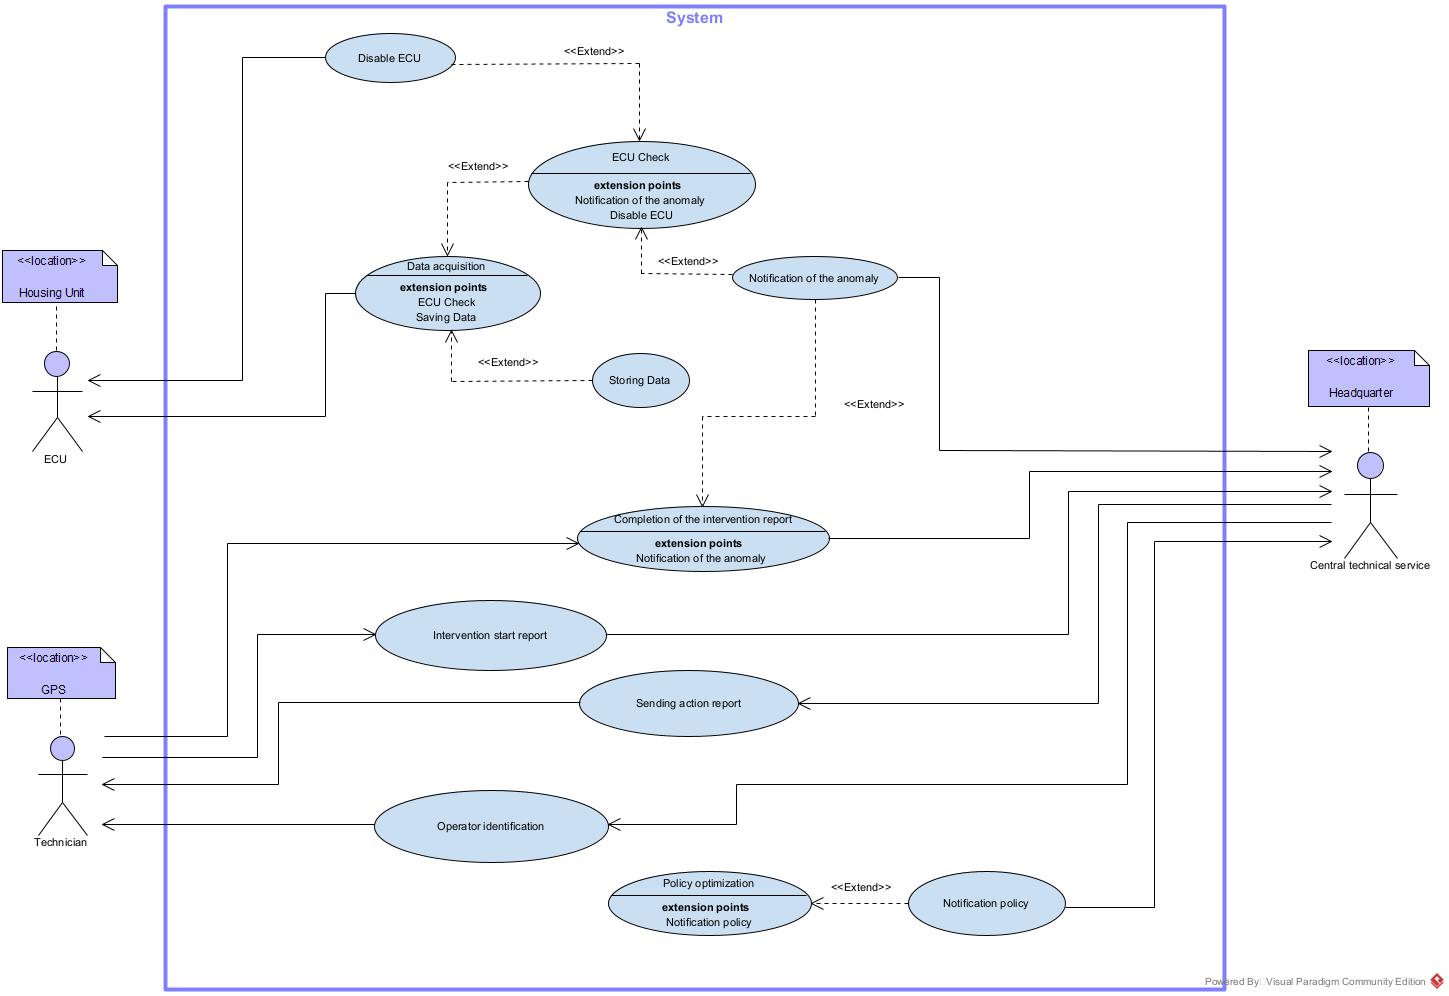 System
Disable ECU
<<Extend>>
ECU Check
extension points
Notification of the anomaly
Disable ECU
<<Extend>>
<<location>>
Housing Unit
Data acquisition
extension points
ECU Check
Saving Data
<<Extend>>
Notification of the anomaly
<<Extend>>
Storing Data
ECU
<<Extend>>
<<location>>
Headquarter
Central technical service
Completion of the intervention report
extension points
Notification of the anomaly
Intervention start report
<<location>>
GPS
Sending action report
Technician
Operator identification
Policy optimization
extension points
Notification policy
<<Extend>>
Notification policy
Powered By Visual Paradigm Community Edition